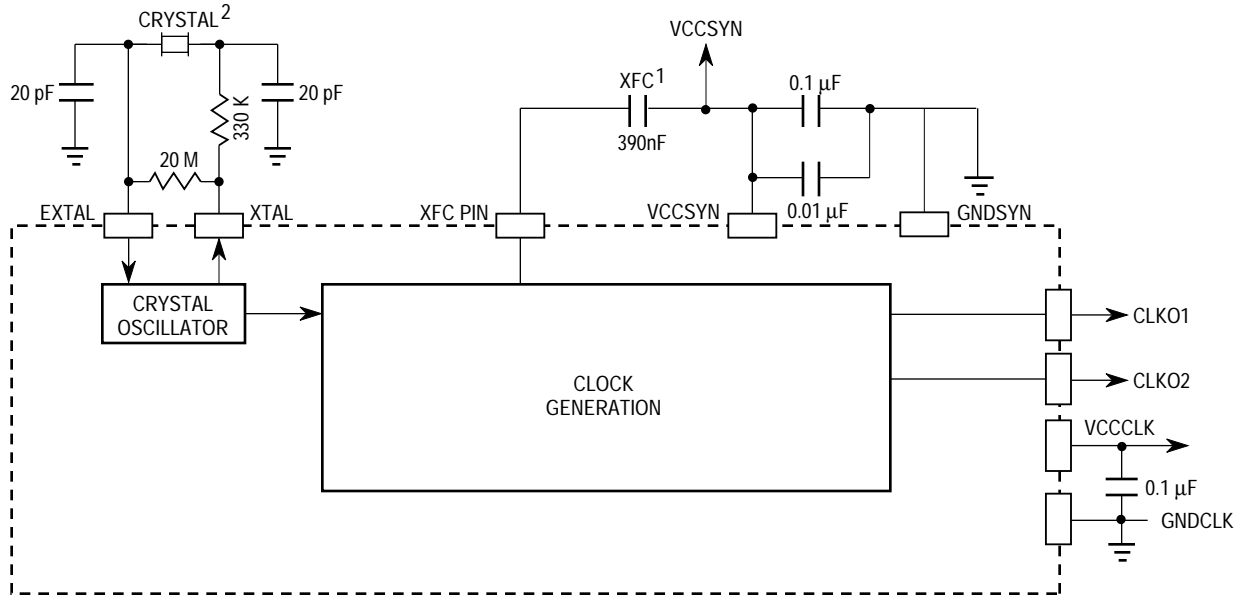 CRYSTAL2
VCCSYN
XFC1
0.1 µF
20 pF
330 K
20 pF
390nF
20 M
0.01 µF
EXTAL
XTAL
XFC PIN
VCCSYN
GNDSYN
CRYSTAL
OSCILLATOR
CLOCK
GENERATION
CLKO1
CLKO2
VCCCLK
0.1 µF
GNDCLK